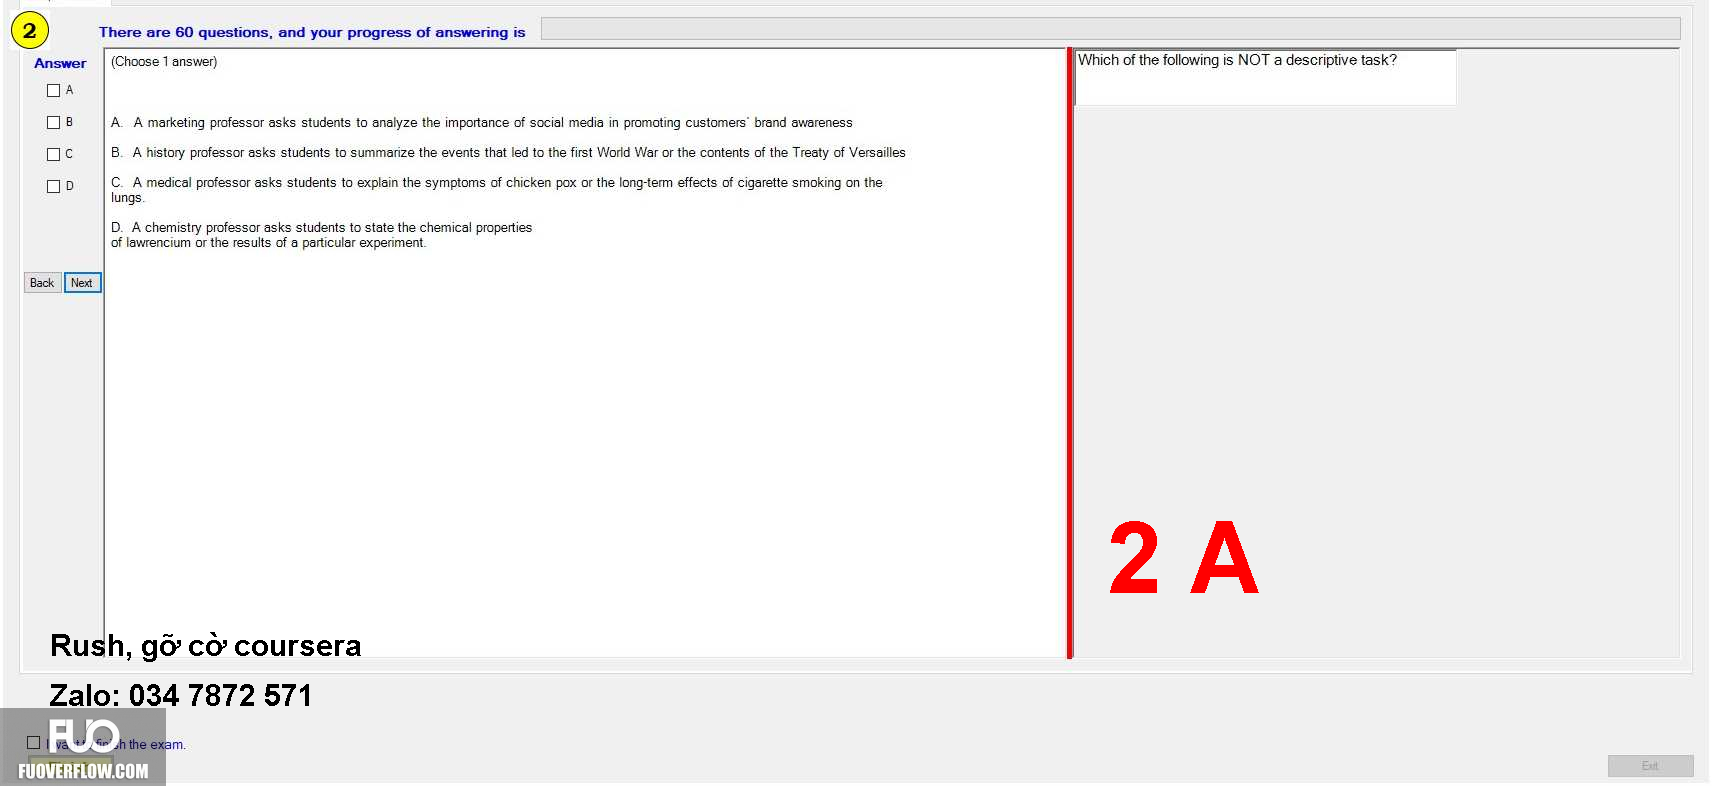 2
There are 60 questions, and your progress of answering is
Answer
(Choose 1 answer)
Which of the following is NOT a descriptive task?
A
B
C
D
A. A marketing professor asks students to analyze the importance of social media in promoting customers' brand awareness
B. A history professor asks students to summarize the events that led to the first World War or the contents of the Treaty of Versailles
C. A medical professor asks students to explain the symptoms of chicken pox or the long-term effects of cigarette smoking on the
lungs.
D. A chemistry professor asks students to state the chemical properties
of lawrencium or the results of a particular experiment.
Back Next
2 A
Rush, gỡ cờ coursera
Zalo: 034 7872 571
I want to finish the exam.
FUO
FUOVERFLOW.COM
Exit